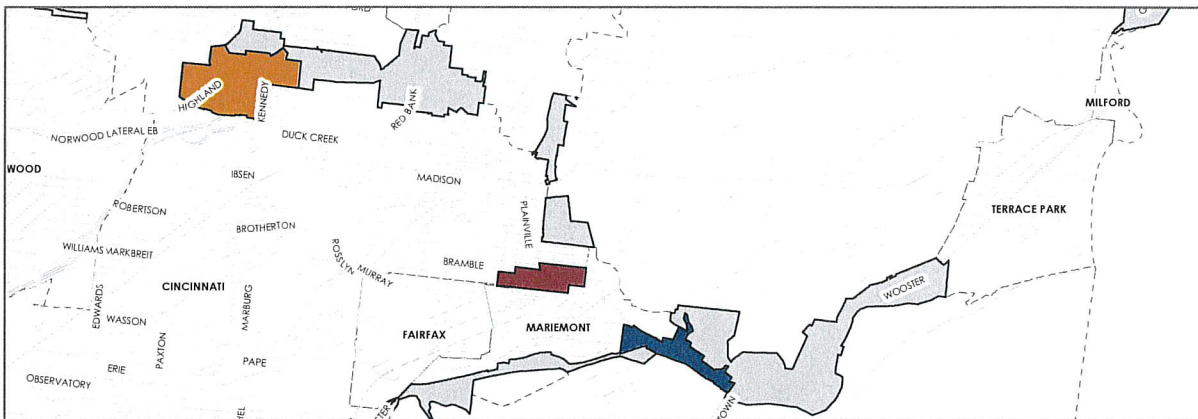 MILFORD
HIGHLAND
KENNEDY
RED BANK
NORWOOD LATERAL EB
DUCK CREEK
WOOD
IBSEN
MADISON
ROBERTSON
PLAINVILLE
TERRACE PARK
BROTHERTON
WILLIAMS
MARKBREIT
ROSSLYN
MURRAY
BRAMBLE
CINCINNATI
WOOSTER
EDWARDS
WASSON
MARBURG
FAIRFAX
MARIEMONT
PAXTON
ERIE
PAPE
OBSERVATORY